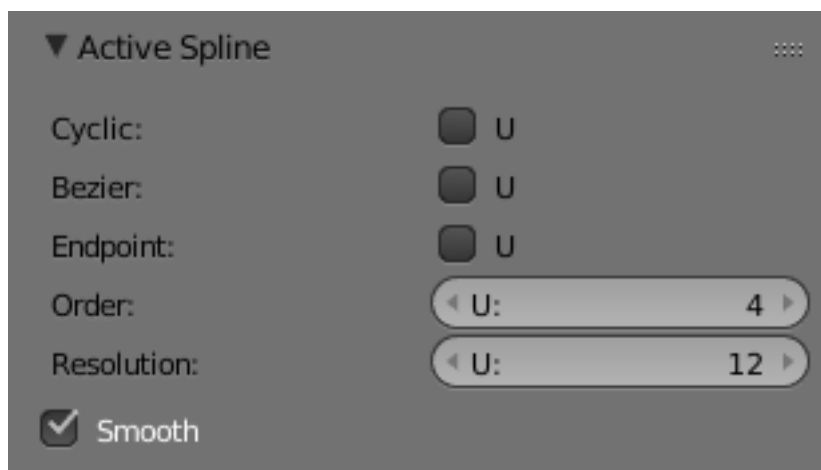 Active Spline
Cyclic: U
Bezier: U
Endpoint: U
Order: U: 4
Resolution: U: 12
Smooth